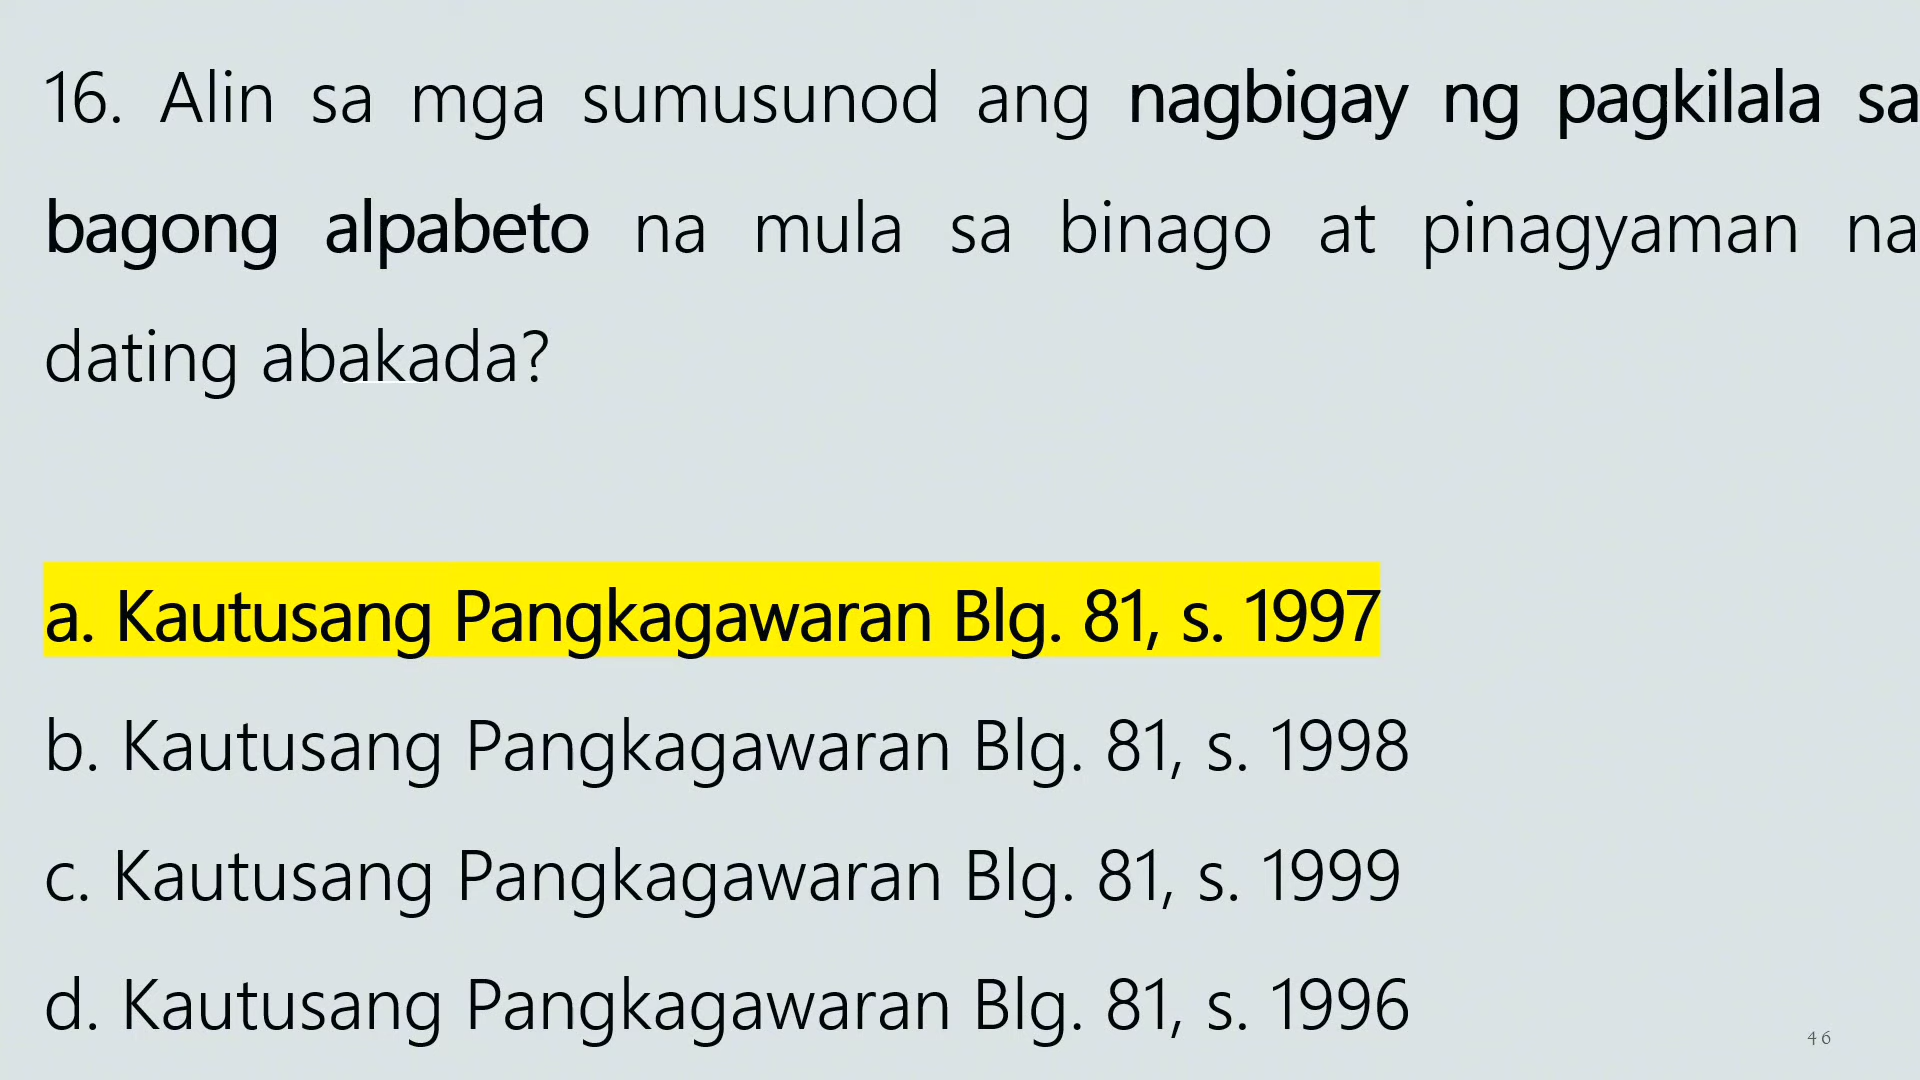 16. Alin sa mga sumusunod ang nagbigay ng pagkilala sa
bagong alpabeto na mula sa binago at pinagyaman na
dating abakada?
a. Kautusang Pangkagawaran Blg. 81, s. 1997
b. Kautusang Pangkagawaran Blg. 81, s. 1998
c. Kautusang Pangkagawaran Blg. 81, s. 1999
d. Kautusang Pangkagawaran Blg. 81, s. 1996
46